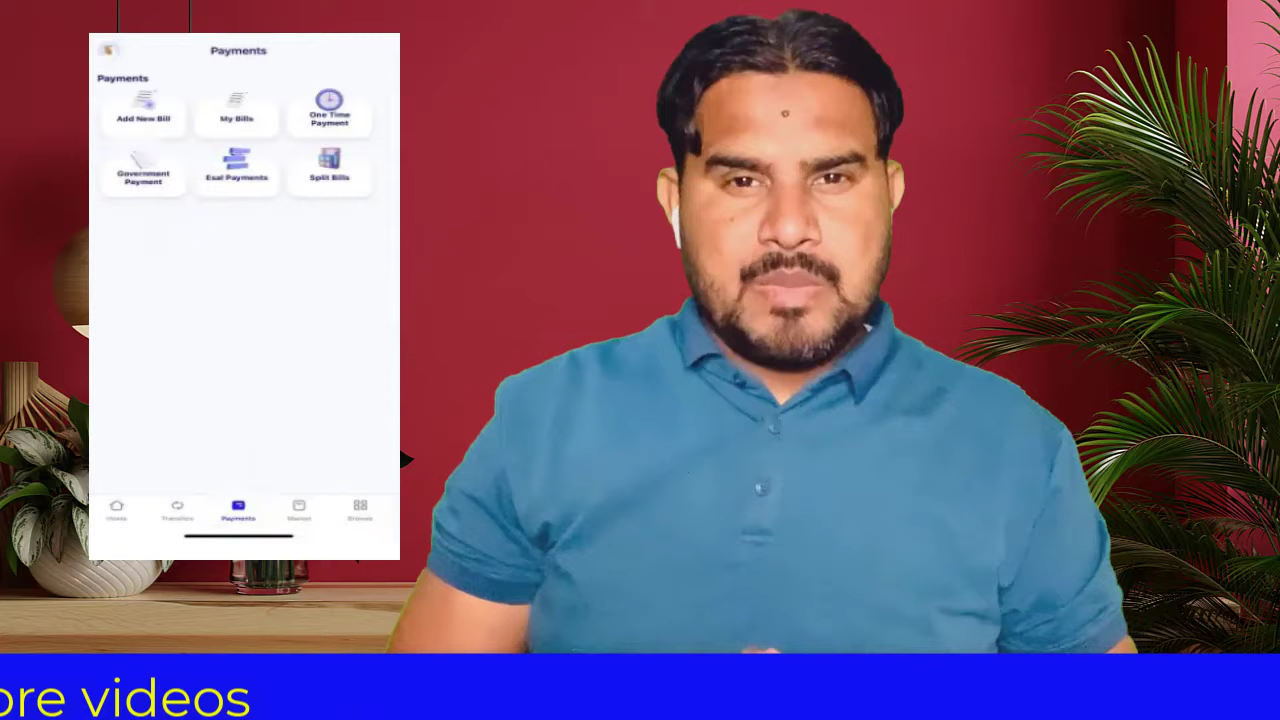 Payments
Payments
Add New Bill
My Bills
One Time
Payment
Government
Payment
Esal Payments
Split Bills
Home
Transfers
Payments
Market
Browse
ore videos